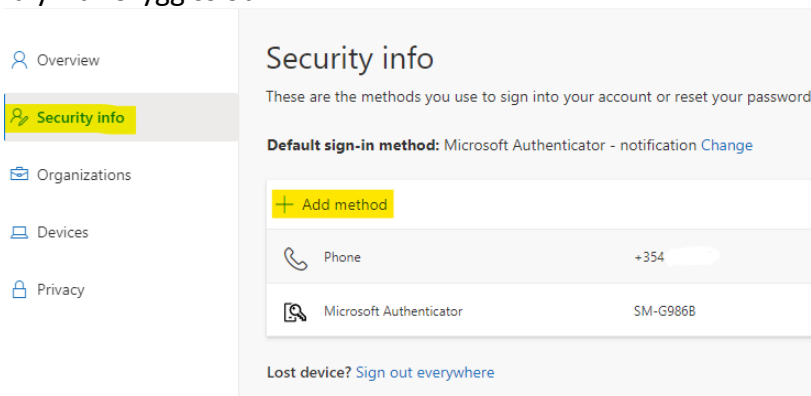 Overview
Security info
Organizations
Devices
Privacy
Security info
These are the methods you use to sign into your account or reset your password
Default sign-in method: Microsoft Authenticator - notification Change
+ Add method
Phone +354
Microsoft Authenticator SM-G986B
Lost device? Sign out everywhere